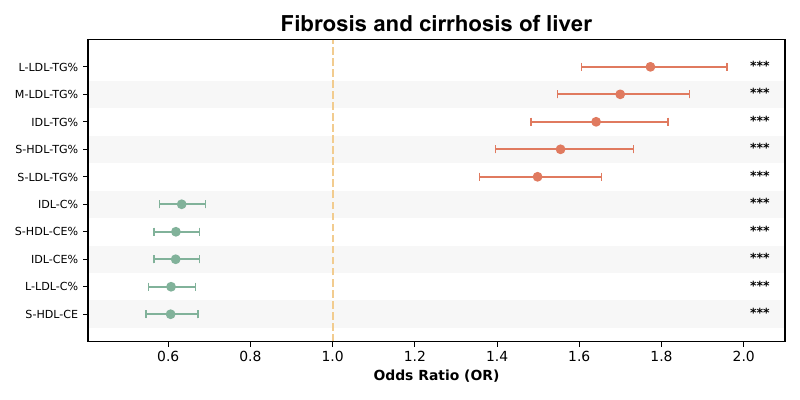 Fibrosis and cirrhosis of liver
L-LDL-TG% ***
M-LDL-TG% ***
IDL-TG% ***
S-HDL-TG% ***
S-LDL-TG% ***
IDL-C% ***
S-HDL-CE% ***
IDL-CE% ***
L-LDL-C% ***
S-HDL-CE ***
0.6 0.8 1.0 1.2 1.4 1.6 1.8 2.0
Odds Ratio (OR)